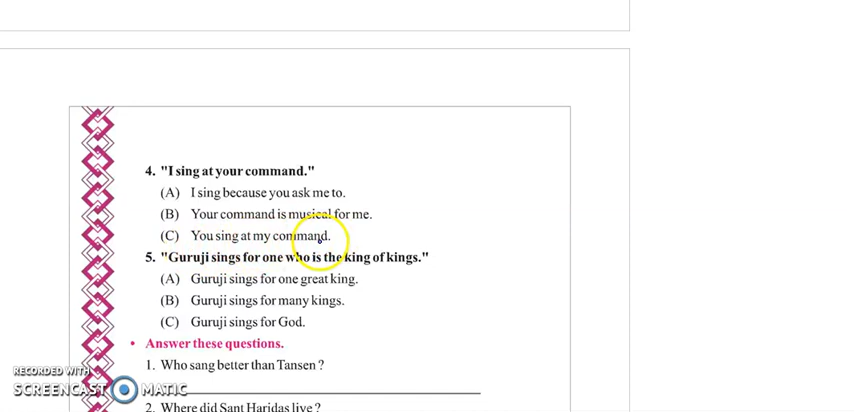 4. "I sing at your command."
(A) I sing because you ask me to.
(B) Your command is musical for me.
(C) You sing at my command.
5. "Guruji sings for one who is the king of kings."
(A) Guruji sings for one great king.
(B) Guruji sings for many kings.
(C) Guruji sings for God.
• Answer these questions.
1. Who sang better than Tansen ?
RECORDED WITH
SCREENCAST MATIC
2. Where did Sant Haridas live ?